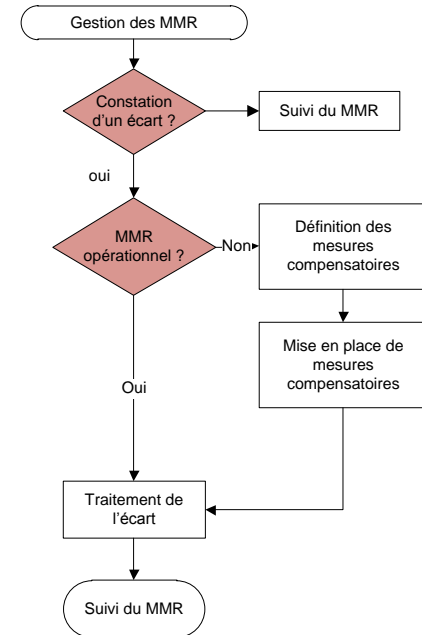 Gestion des MMR
Constation
d'un écart ?
Suivi du MMR
oui
MMR
opérationnel ?
Non
Définition des
mesures
compensatoires
Mise en place de
mesures
compensatoires
Oui
Traitement de
l'écart
Suivi du MMR